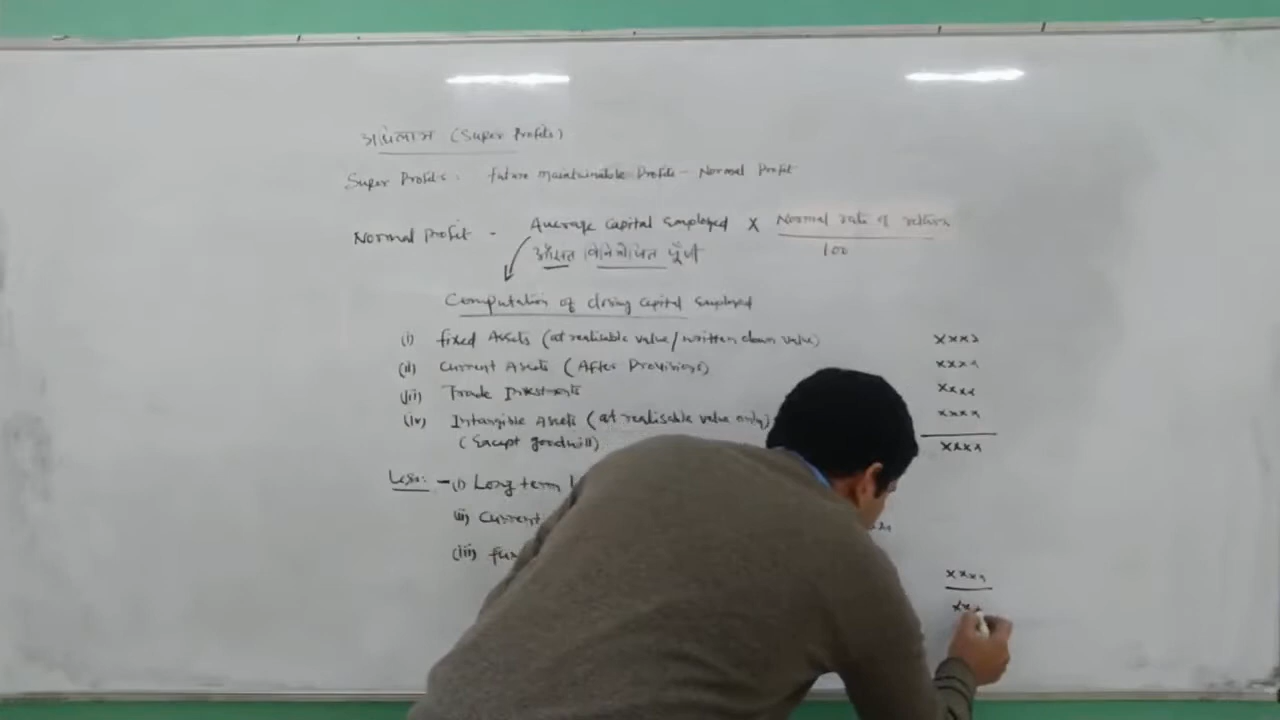 अधिलाभ (Super Profits)
Super Profits: future maintainable Profits - Normal Profit
Normal Profit - Average Capital Employed X Normal rate of return
100
औसत विनियोजित पूँजी
Computation of closing Capital Employed
(i) fixed Assets (at realisable value/written down value) xxxx
(ii) Current Assets (After Provisions) xxxx
(iii) Trade Investments xxxx
(iv) Intangible Assets (at realisable value only) xxxx
(Except goodwill) xxxx
Less: - (i) Long term
(ii) Current
(iii)
xxxx